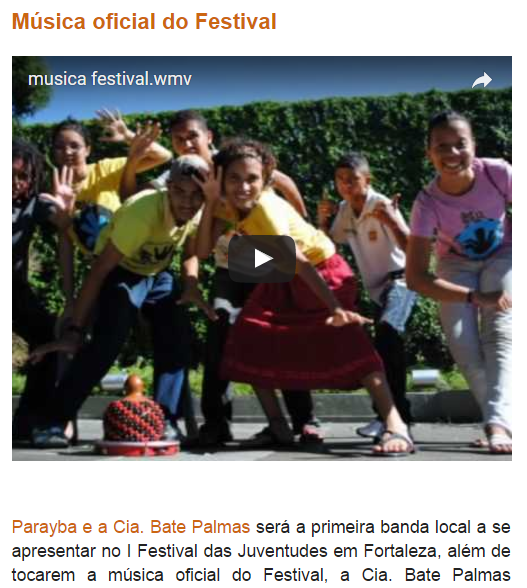 Música oficial do Festival
musica festival.wmv
Parayba e a Cia. Bate Palmas será a primeira banda local a se
apresentar no I Festival das Juventudes em Fortaleza, além de
tocarem a música oficial do Festival, a Cia. Bate Palmas